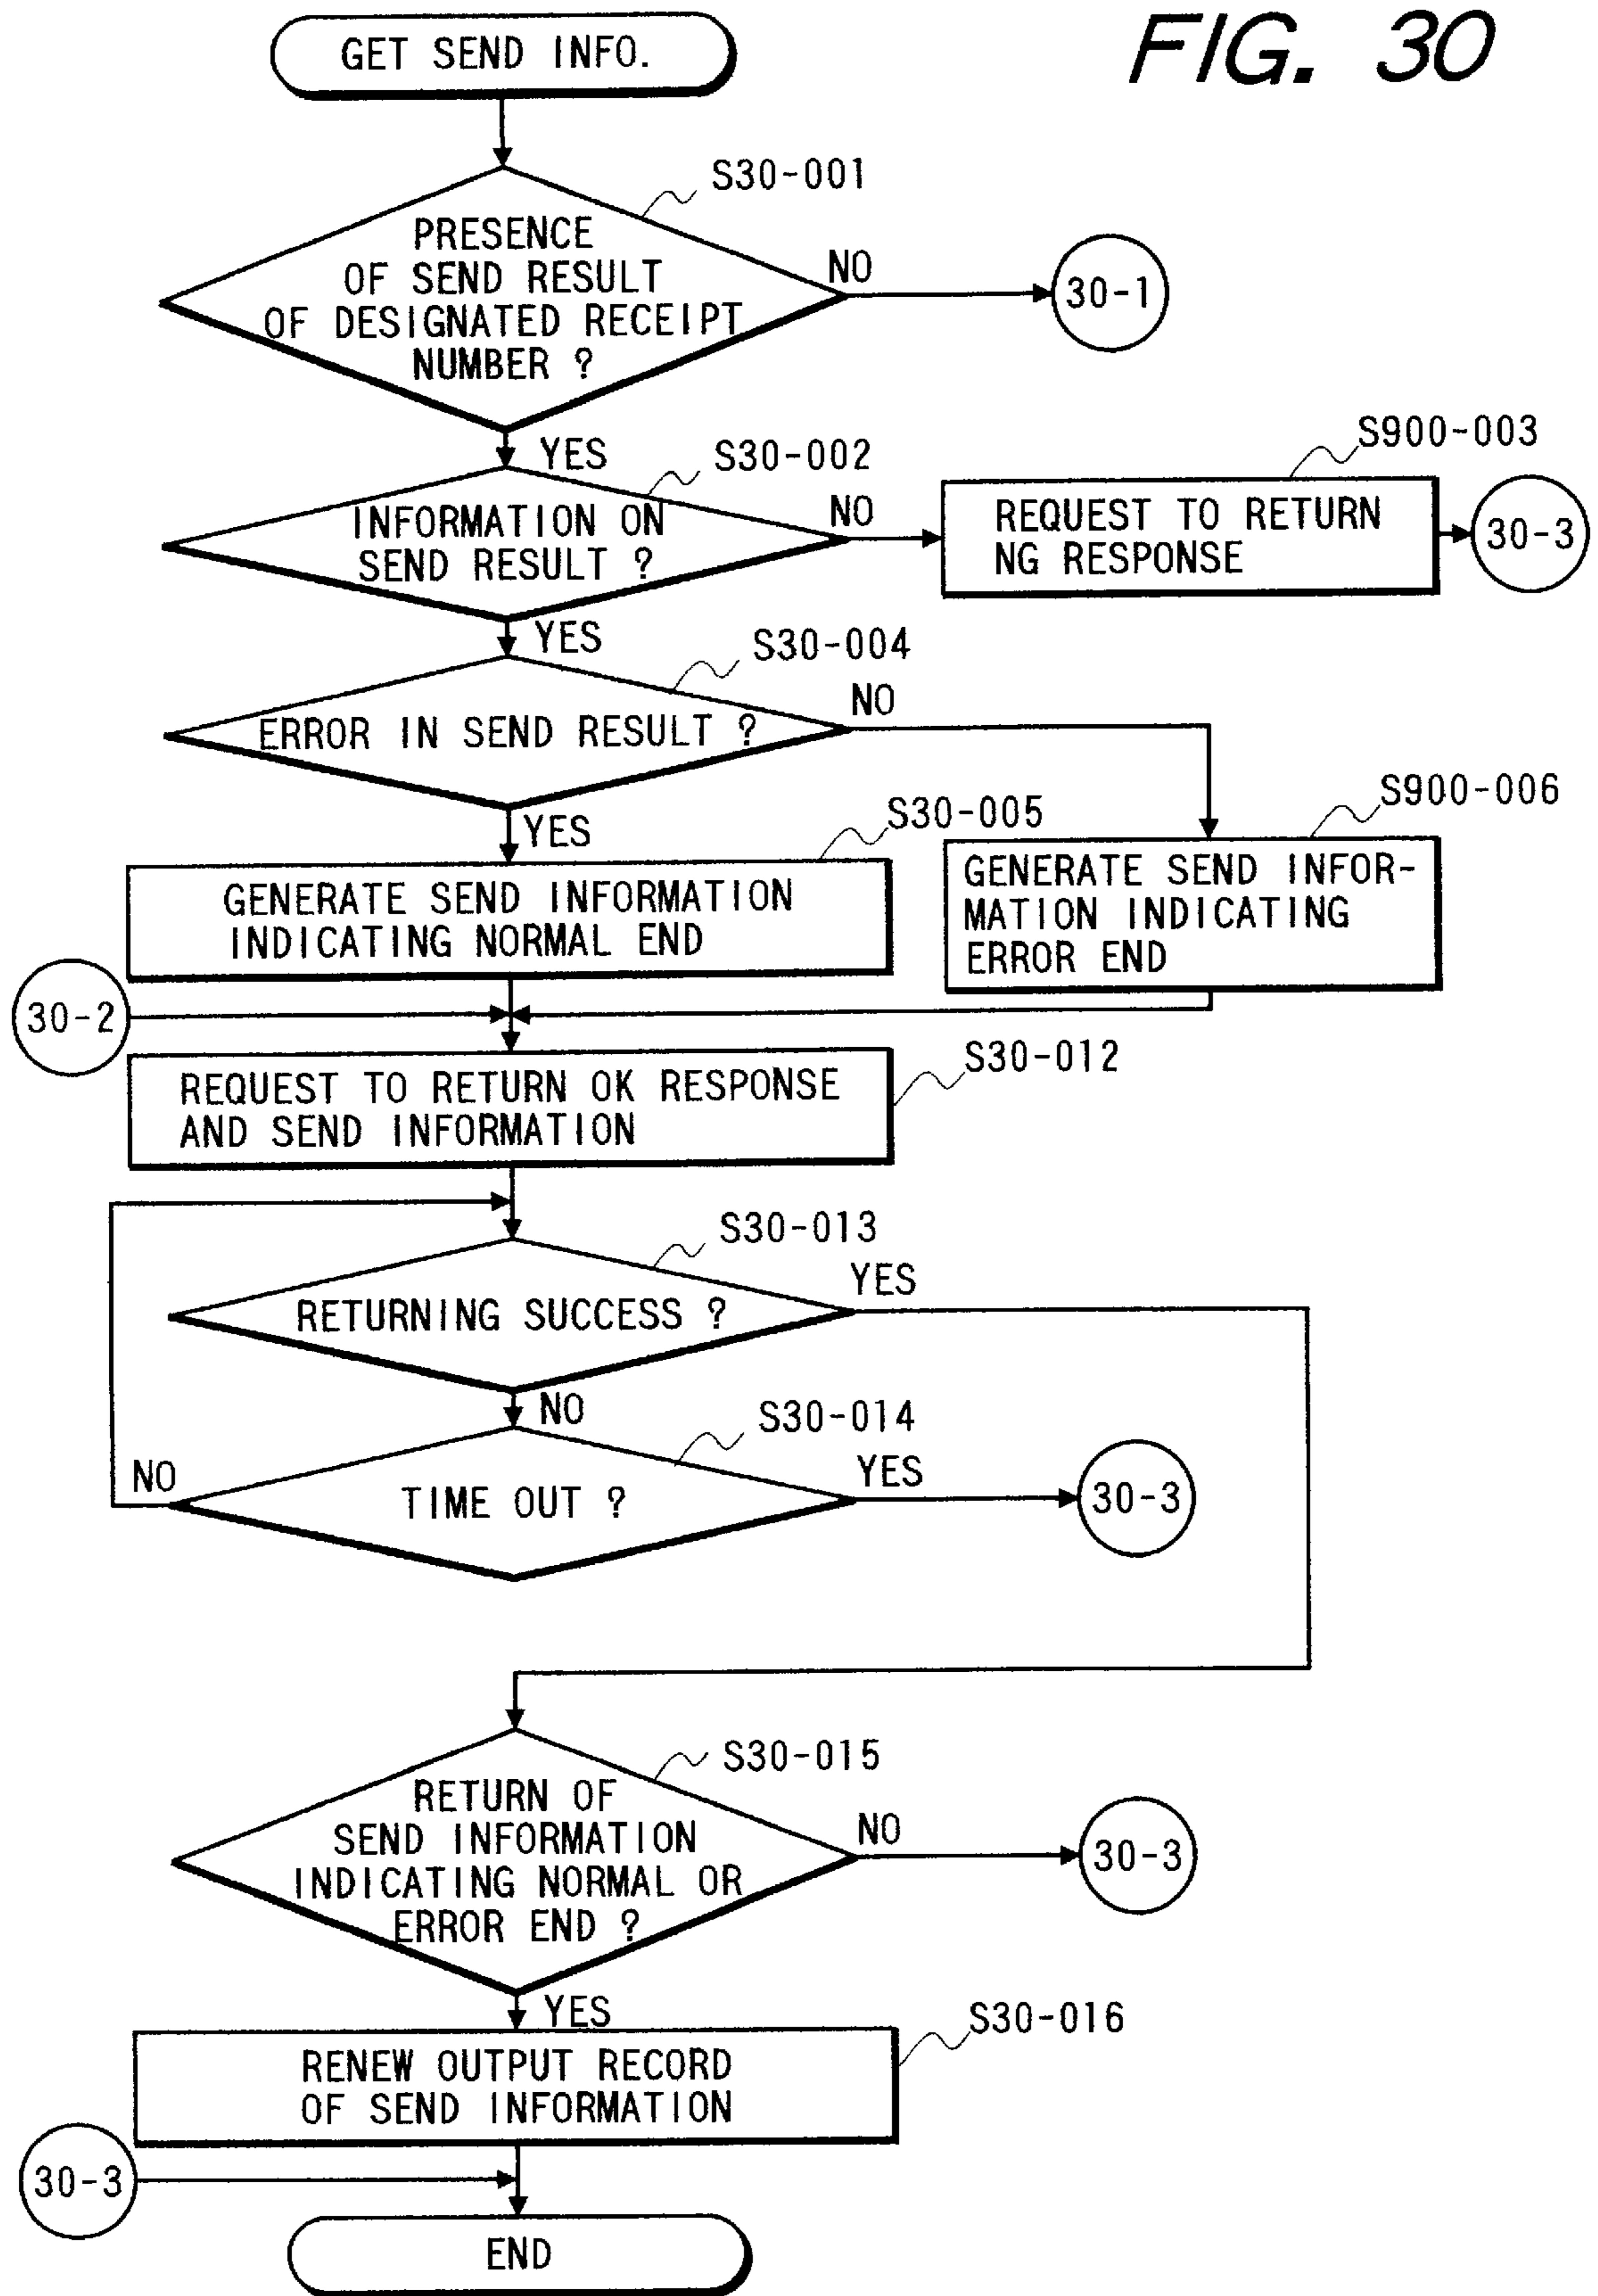 FIG. 30
GET SEND INFO.
S30-001
PRESENCE
OF SEND RESULT
OF DESIGNATED RECEIPT
NUMBER ?
NO
30-1
YES
S30-002
INFORMATION ON
SEND RESULT ?
NO
S900-003
REQUEST TO RETURN
NG RESPONSE
30-3
YES
S30-004
ERROR IN SEND RESULT ?
NO
YES
S30-005
GENERATE SEND INFORMATION
INDICATING NORMAL END
S900-006
GENERATE SEND INFOR-
MATION INDICATING
ERROR END
30-2
S30-012
REQUEST TO RETURN OK RESPONSE
AND SEND INFORMATION
S30-013
RETURNING SUCCESS ?
YES
NO
S30-014
TIME OUT ?
NO
YES
30-3
S30-015
RETURN OF
SEND INFORMATION
INDICATING NORMAL OR
ERROR END ?
NO
30-3
YES
S30-016
RENEW OUTPUT RECORD
OF SEND INFORMATION
30-3
END